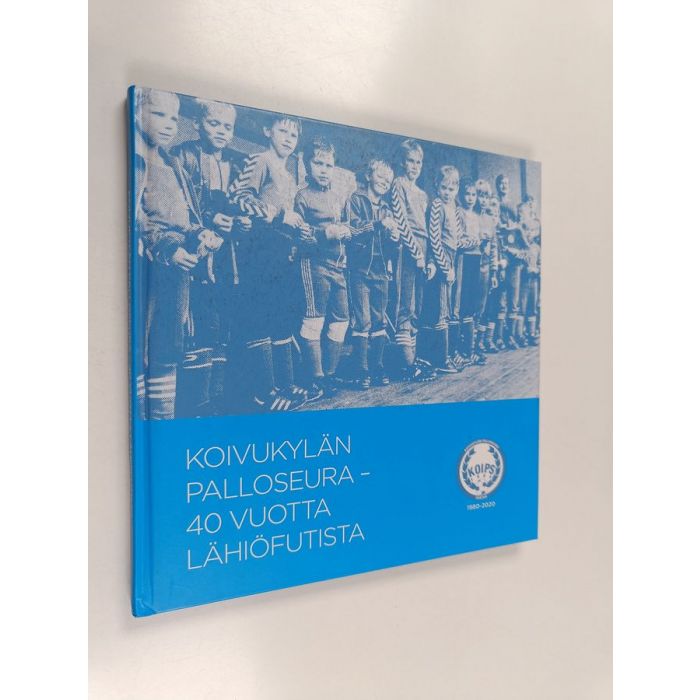 KOIVUKYLÄN
PALLOSEURA –
40 VUOTTA
LÄHIÖFUTISTA
KOIPS
1980-2020